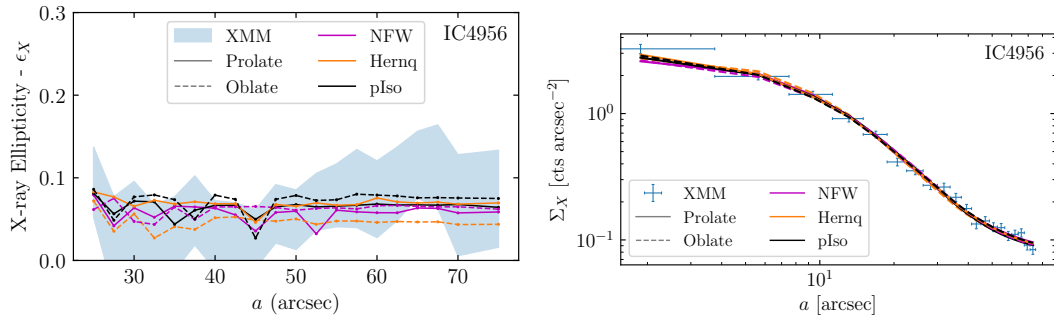 0.3
0.2
0.1
0.0
X-ray Ellipticity - ϵ_X
XMM
Prolate
Oblate
NFW
Hernq
pIso
IC4956
30 40 50 60 70
a (arcsec)
IC4956
10⁰
10⁻¹
Σ_X [cts arcsec⁻²]
XMM
Prolate
Oblate
NFW
Hernq
pIso
10¹
a [arcsec]